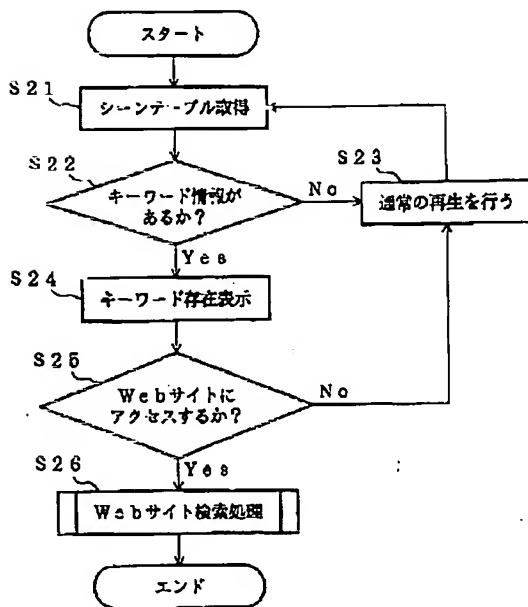 スタート
S21
シーンテーブル取得
S22
キーワード情報が
あるか？
No
S23
通常の再生を行う
Yes
S24
キーワード存在表示
S25
Webサイトに
アクセスするか？
No
Yes
S26
Webサイト検索処理
エンド